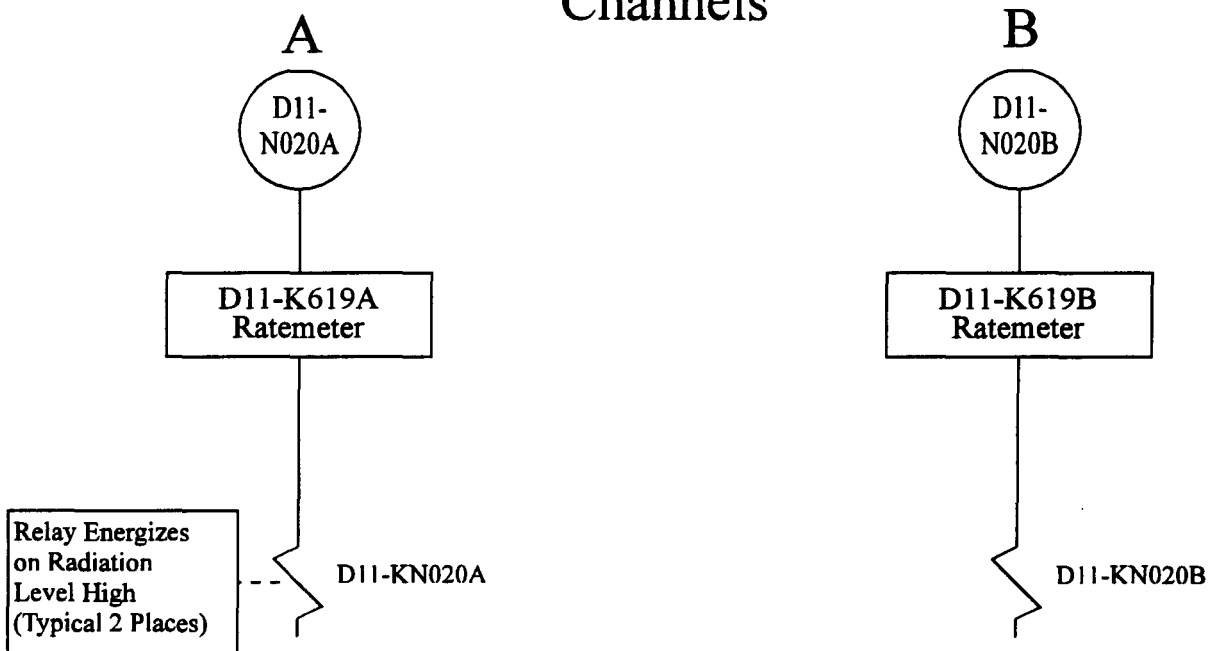 Channels
A
B
D11-
N020A
D11-
N020B
D11-K619A
Ratemeter
D11-K619B
Ratemeter
Relay Energizes
on Radiation
Level High
(Typical 2 Places)
D11-KN020A
D11-KN020B